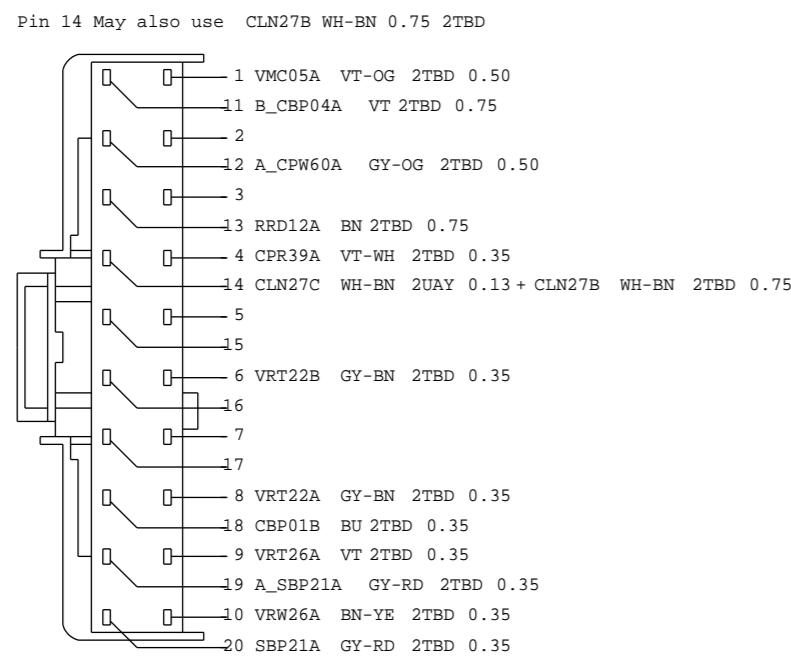 Pin 14 May also use CLN27B WH-BN 0.75 2TBD
1 VMC05A VT-OG 2TBD 0.50
11 B_CBP04A VT 2TBD 0.75
2
12 A_CPW60A GY-OG 2TBD 0.50
3
13 RRD12A BN 2TBD 0.75
4 CPR39A VT-WH 2TBD 0.35
14 CLN27C WH-BN 2UAY 0.13 + CLN27B WH-BN 2TBD 0.75
5
15
6 VRT22B GY-BN 2TBD 0.35
16
7
17
8 VRT22A GY-BN 2TBD 0.35
18 CBP01B BU 2TBD 0.35
9 VRT26A VT 2TBD 0.35
19 A_SBP21A GY-RD 2TBD 0.35
10 VRW26A BN-YE 2TBD 0.35
20 SBP21A GY-RD 2TBD 0.35